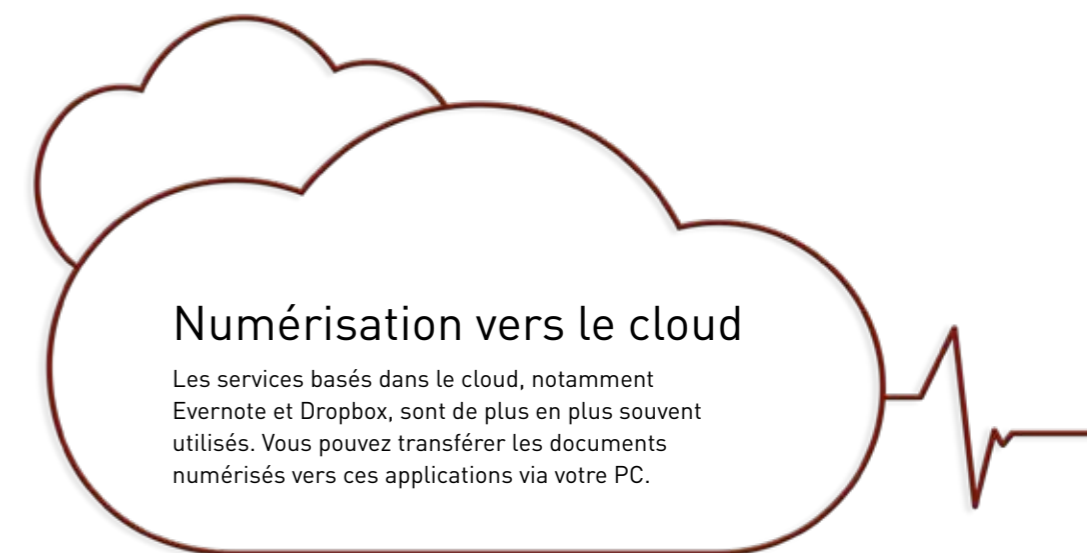 Numérisation vers le cloud
Les services basés dans le cloud, notamment
Evernote et Dropbox, sont de plus en plus souvent
utilisés. Vous pouvez transférer les documents
numérisés vers ces applications via votre PC.